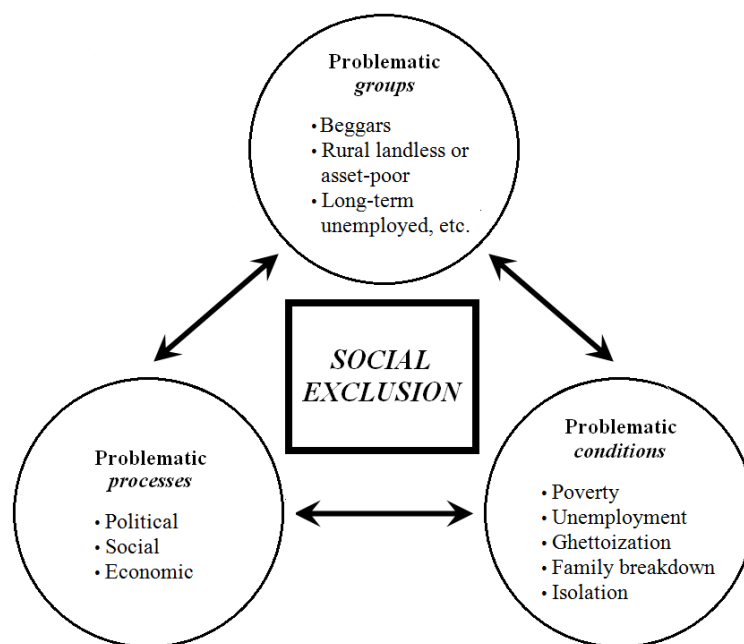 Problematic
groups
• Beggars
• Rural landless or
asset-poor
• Long-term
unemployed, etc.
SOCIAL
EXCLUSION
Problematic
processes
• Political
• Social
• Economic
Problematic
conditions
• Poverty
• Unemployment
• Ghettoization
• Family breakdown
• Isolation